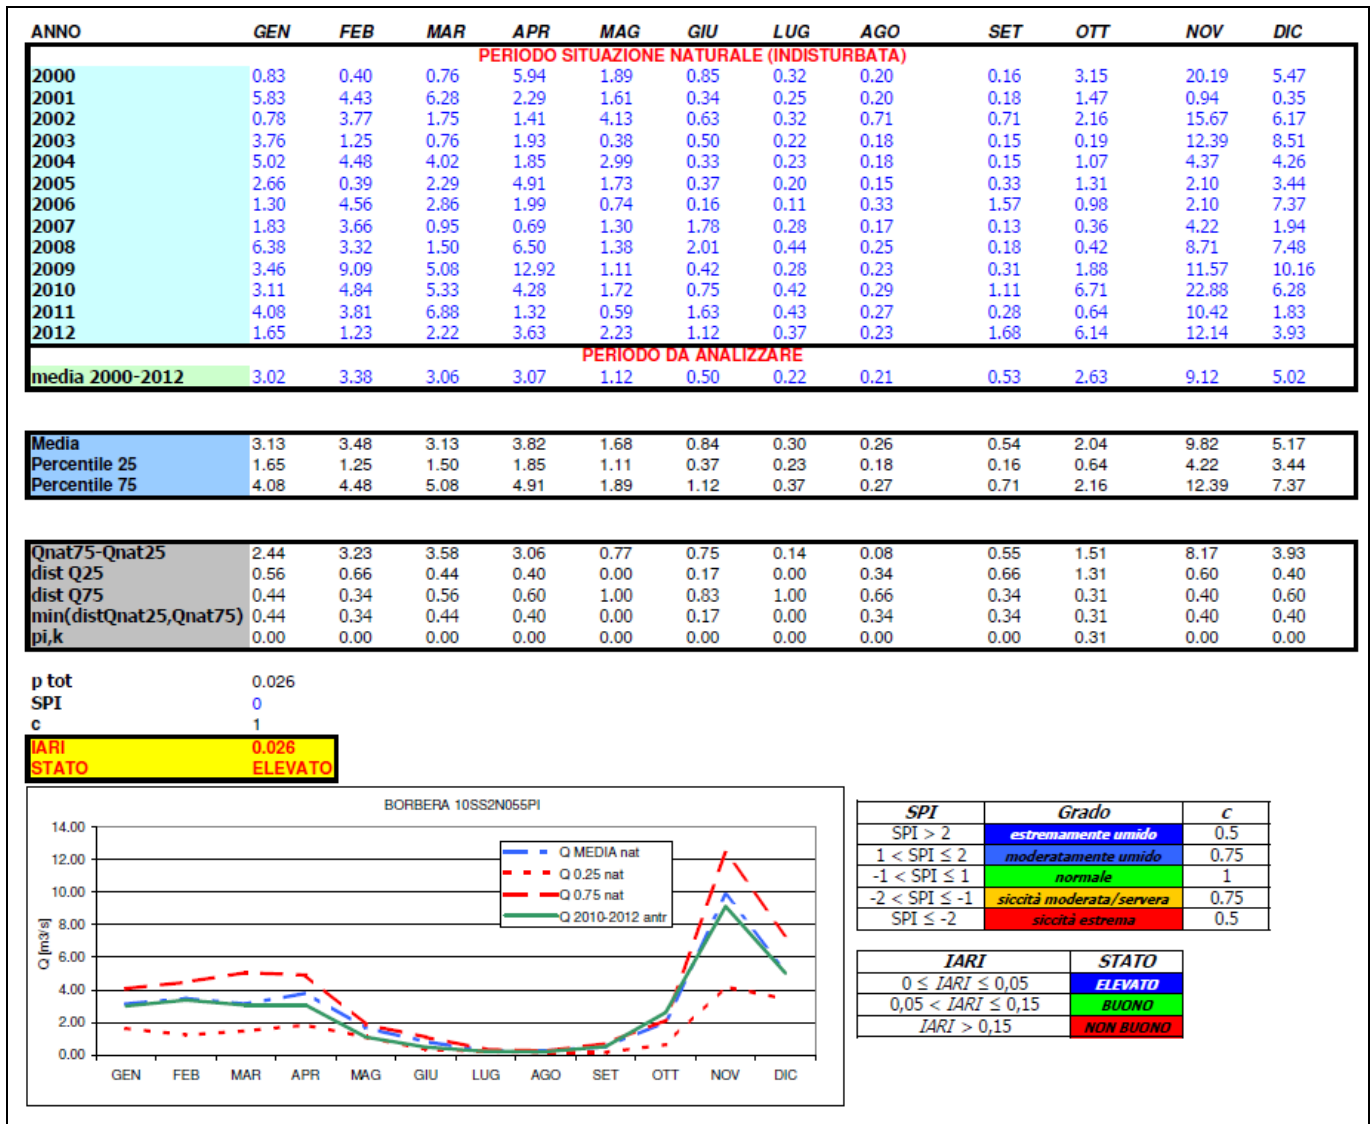 ANNO GEN FEB MAR APR MAG GIU LUG AGO SET OTT NOV DIC
PERIODO SITUAZIONE NATURALE (INDISTURBATA)
2000 0.83 0.40 0.76 5.94 1.89 0.85 0.32 0.20 0.16 3.15 20.19 5.47
2001 5.83 4.43 6.28 2.29 1.61 0.34 0.25 0.20 0.18 1.47 0.94 0.35
2002 0.78 3.77 1.75 1.41 4.13 0.63 0.32 0.71 0.71 2.16 15.67 6.17
2003 3.76 1.25 0.76 1.93 0.38 0.50 0.22 0.18 0.15 0.19 12.39 8.51
2004 5.02 4.48 4.02 1.85 2.99 0.33 0.23 0.18 0.15 1.07 4.37 4.26
2005 2.66 0.39 2.29 4.91 1.73 0.37 0.20 0.15 0.33 1.31 2.10 3.44
2006 1.30 4.56 2.86 1.99 0.74 0.16 0.11 0.33 1.57 0.98 2.10 7.37
2007 1.83 3.66 0.95 0.69 1.30 1.78 0.28 0.17 0.13 0.36 4.22 1.94
2008 6.38 3.32 1.50 6.50 1.38 2.01 0.44 0.25 0.18 0.42 8.71 7.48
2009 3.46 9.09 5.08 12.92 1.11 0.42 0.28 0.23 0.31 1.88 11.57 10.16
2010 3.11 4.84 5.33 4.28 1.72 0.75 0.42 0.29 1.11 6.71 22.88 6.28
2011 4.08 3.81 6.88 1.32 0.59 1.63 0.43 0.27 0.28 0.64 10.42 1.83
2012 1.65 1.23 2.22 3.63 2.23 1.12 0.37 0.23 1.68 6.14 12.14 3.93
PERIODO DA ANALIZZARE
media 2000-2012 3.02 3.38 3.06 3.07 1.12 0.50 0.22 0.21 0.53 2.63 9.12 5.02
Media 3.13 3.48 3.13 3.82 1.68 0.84 0.30 0.26 0.54 2.04 9.82 5.17
Percentile 25 1.65 1.25 1.50 1.85 1.11 0.37 0.23 0.18 0.16 0.64 4.22 3.44
Percentile 75 4.08 4.48 5.08 4.91 1.89 1.12 0.37 0.27 0.71 2.16 12.39 7.37
Qnat75-Qnat25 2.44 3.23 3.58 3.06 0.77 0.75 0.14 0.08 0.55 1.51 8.17 3.93
dist Q25 0.56 0.66 0.44 0.40 0.00 0.17 0.00 0.34 0.66 1.31 0.60 0.40
dist Q75 0.44 0.34 0.56 0.60 1.00 0.83 1.00 0.66 0.34 0.31 0.40 0.60
min(distQnat25,Qnat75) 0.44 0.34 0.44 0.40 0.00 0.17 0.00 0.34 0.34 0.31 0.40 0.40
pi,k 0.00 0.00 0.00 0.00 0.00 0.00 0.00 0.00 0.00 0.31 0.00 0.00
p tot 0.026
SPI 0
c 1
IARI 0.026
STATO ELEVATO
BORBERA 10SS2N055PI
Q [m3/s]
14.00
12.00
10.00
8.00
6.00
4.00
2.00
0.00
GEN FEB MAR APR MAG GIU LUG AGO SET OTT NOV DIC
Q MEDIA nat
Q 0.25 nat
Q 0.75 nat
Q 2010-2012 antr
SPI Grado c
SPI > 2 estremamente umido 0.5
1 < SPI ≤ 2 moderatamente umido 0.75
-1 < SPI ≤ 1 normale 1
-2 < SPI ≤ -1 siccità moderata/servera 0.75
SPI ≤ -2 siccità estrema 0.5
IARI STATO
0 ≤ IARI ≤ 0,05 ELEVATO
0,05 < IARI ≤ 0,15 BUONO
IARI > 0,15 NON BUONO